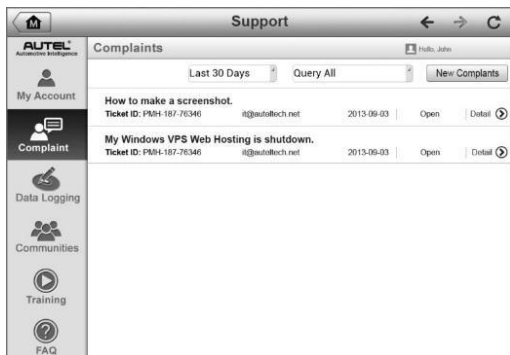 M
Support
AUTEL
Automotive Intelligence
Complaints
Hello, John
Last 30 Days
Query All
New Complants
My Account
How to make a screenshot.
Ticket ID: PMH-187-76346 it@auteltech.net 2013-09-03 Open Detail
Complaint
My Windows VPS Web Hosting is shutdown.
Ticket ID: PMH-187-76346 it@auteltech.net 2013-09-03 Open Detail
Data Logging
Communities
Training
FAQ